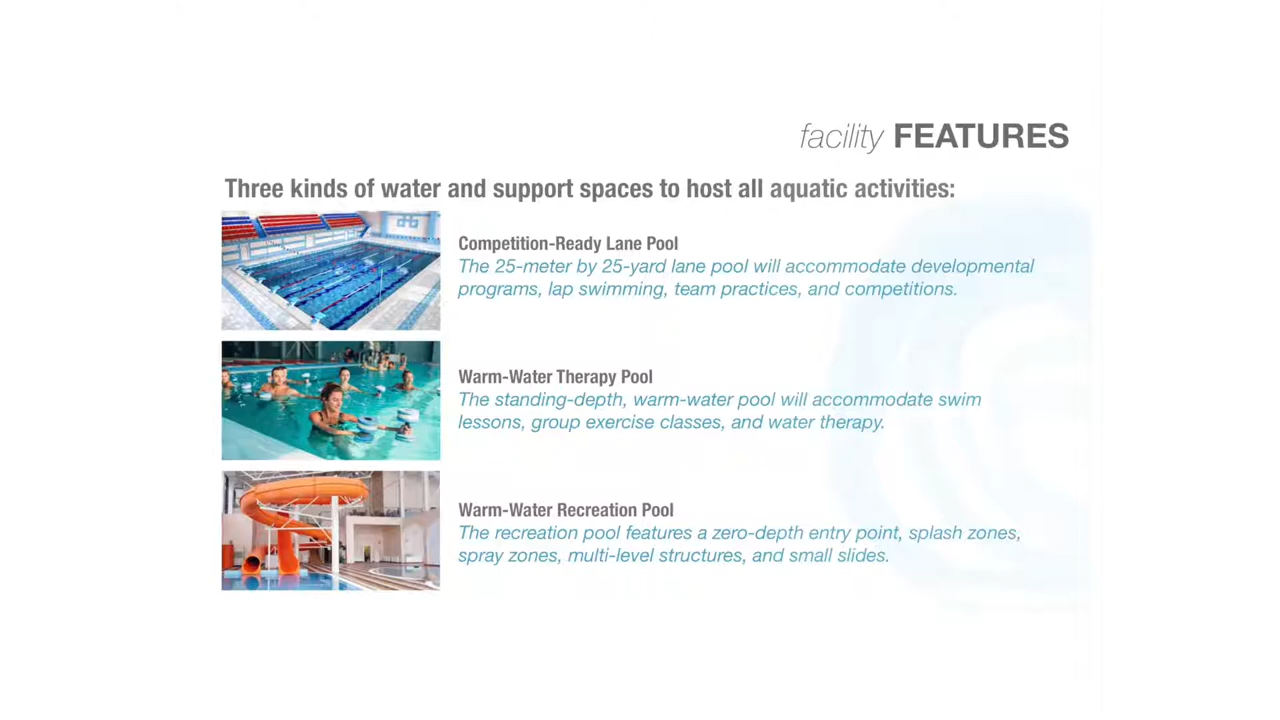 facility FEATURES
Three kinds of water and support spaces to host all aquatic activities:
Competition-Ready Lane Pool
The 25-meter by 25-yard lane pool will accommodate developmental
programs, lap swimming, team practices, and competitions.
Warm-Water Therapy Pool
The standing-depth, warm-water pool will accommodate swim
lessons, group exercise classes, and water therapy.
Warm-Water Recreation Pool
The recreation pool features a zero-depth entry point, splash zones,
spray zones, multi-level structures, and small slides.